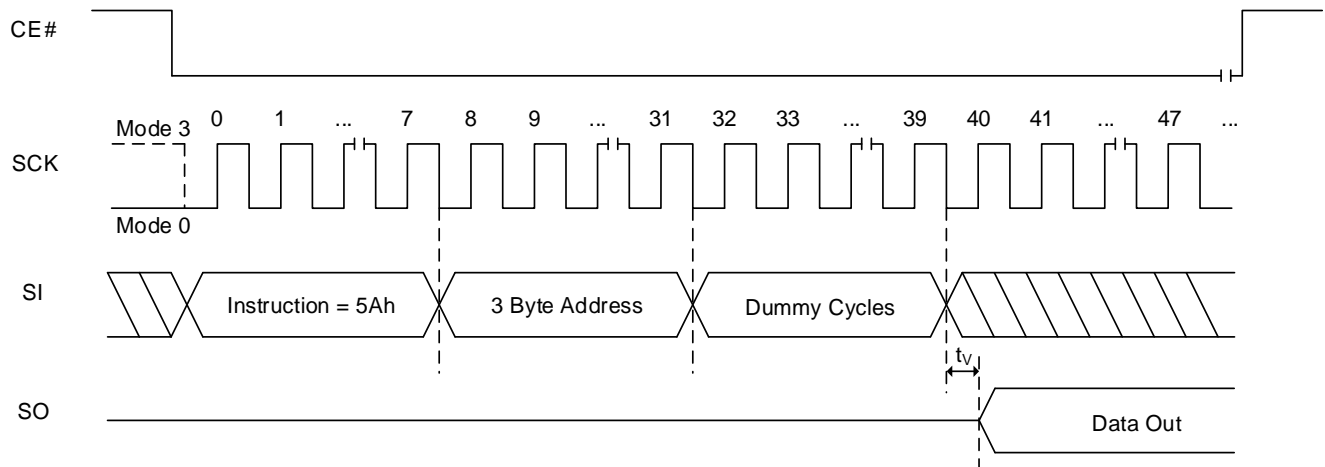 CE#
0 1 ... 7 8 9 ... 31 32 33 ... 39 40 41 ... 47 ...
Mode 3
SCK
Mode 0
SI
Instruction = 5Ah 3 Byte Address Dummy Cycles
tV
SO
Data Out